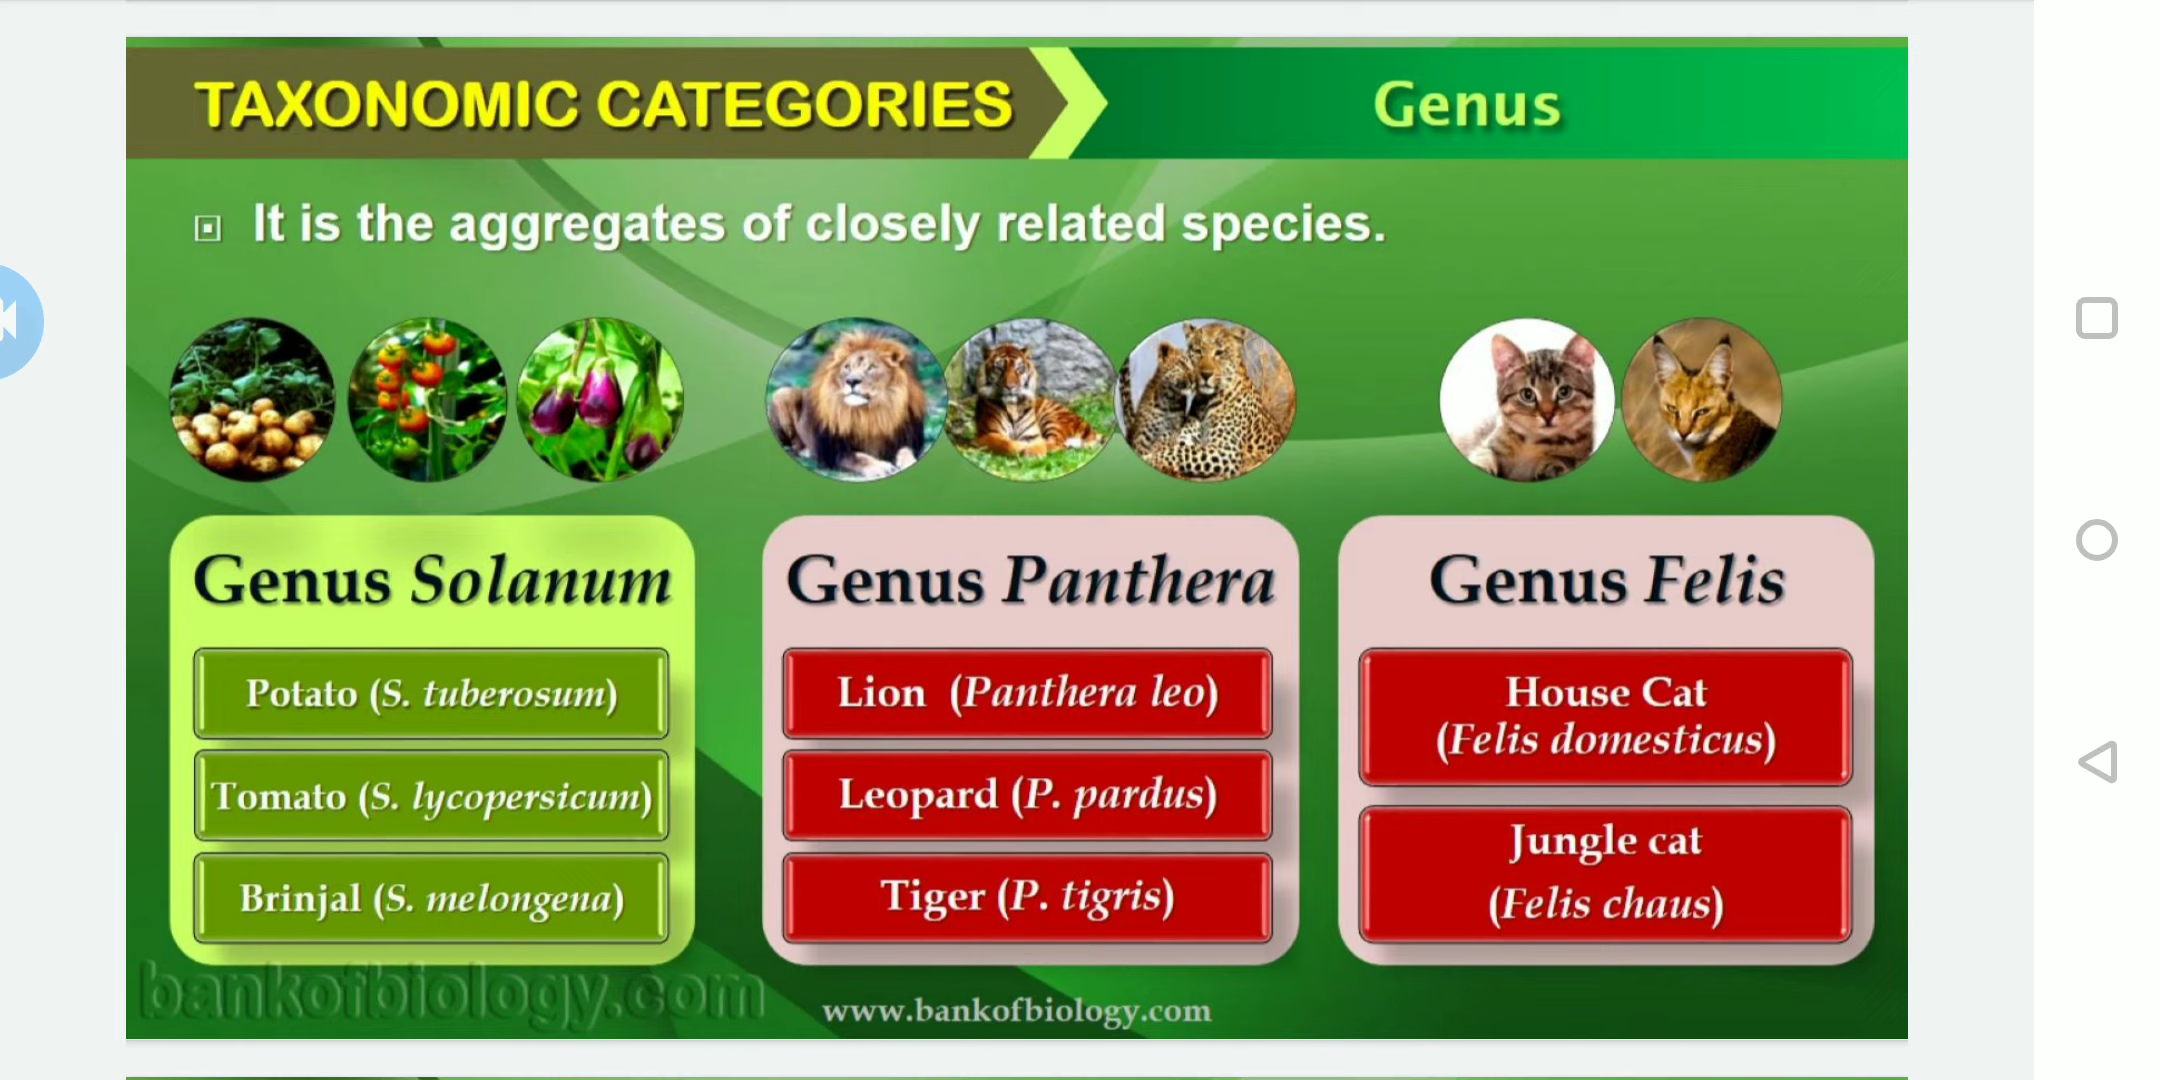 TAXONOMIC CATEGORIES
Genus
It is the aggregates of closely related species.
Genus Solanum
Potato (S. tuberosum)
Tomato (S. lycopersicum)
Brinjal (S. melongena)
Genus Panthera
Lion (Panthera leo)
Leopard (P. pardus)
Tiger (P. tigris)
Genus Felis
House Cat
(Felis domesticus)
Jungle cat
(Felis chaus)
bankofbiology.com
www.bankofbiology.com